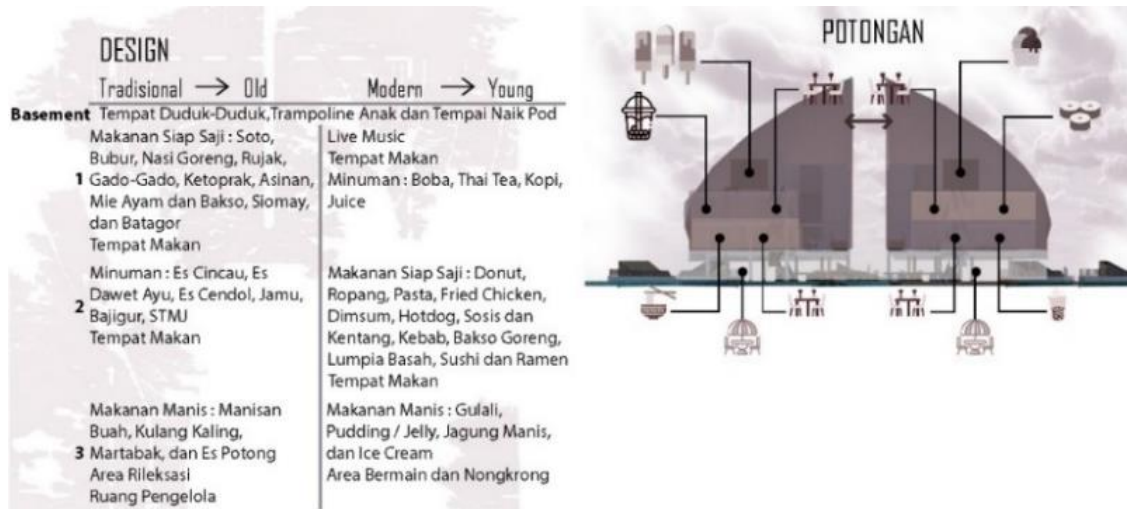 DESIGN
Tradisional → Old
Modern → Young
Basement Tempat Duduk-Duduk,Trampoline Anak dan Tempai Naik Pod
1
Makanan Siap Saji : Soto,
Bubur, Nasi Goreng, Rujak,
Gado-Gado, Ketoprak, Asinan,
Mie Ayam dan Bakso, Siomay,
dan Batagor
Tempat Makan
Live Music
Tempat Makan
Minuman : Boba, Thai Tea, Kopi,
Juice
2
Minuman : Es Cincau, Es
Dawet Ayu, Es Cendol, Jamu,
Bajigur, STMJ
Tempat Makan
Makanan Siap Saji : Donut,
Ropang, Pasta, Fried Chicken,
Dimsum, Hotdog, Sosis dan
Kentang, Kebab, Bakso Goreng,
Lumpia Basah, Sushi dan Ramen
Tempat Makan
3
Makanan Manis : Manisan
Buah, Kulang Kaling,
Martabak, dan Es Potong
Area Rileksasi
Ruang Pengelola
Makanan Manis : Gulali,
Pudding / Jelly, Jagung Manis,
dan Ice Cream
Area Bermain dan Nongkrong
POTONGAN